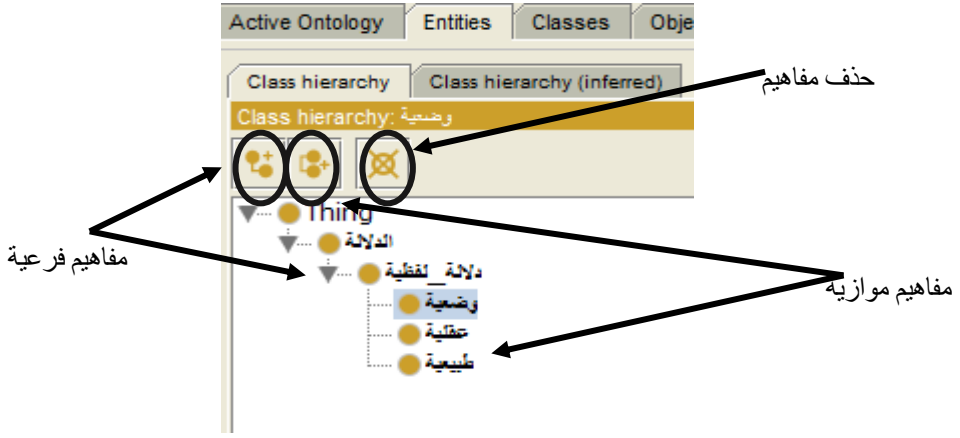 Active Ontology Entities Classes Obje
Class hierarchy Class hierarchy (inferred)
حذف مفاهيم
Class hierarchy: وضعية
Thing
الدلالة
مفاهيم فرعية
دلالة_لفظية
مفاهيم موازية
وضعية
عقلية
طبيعية